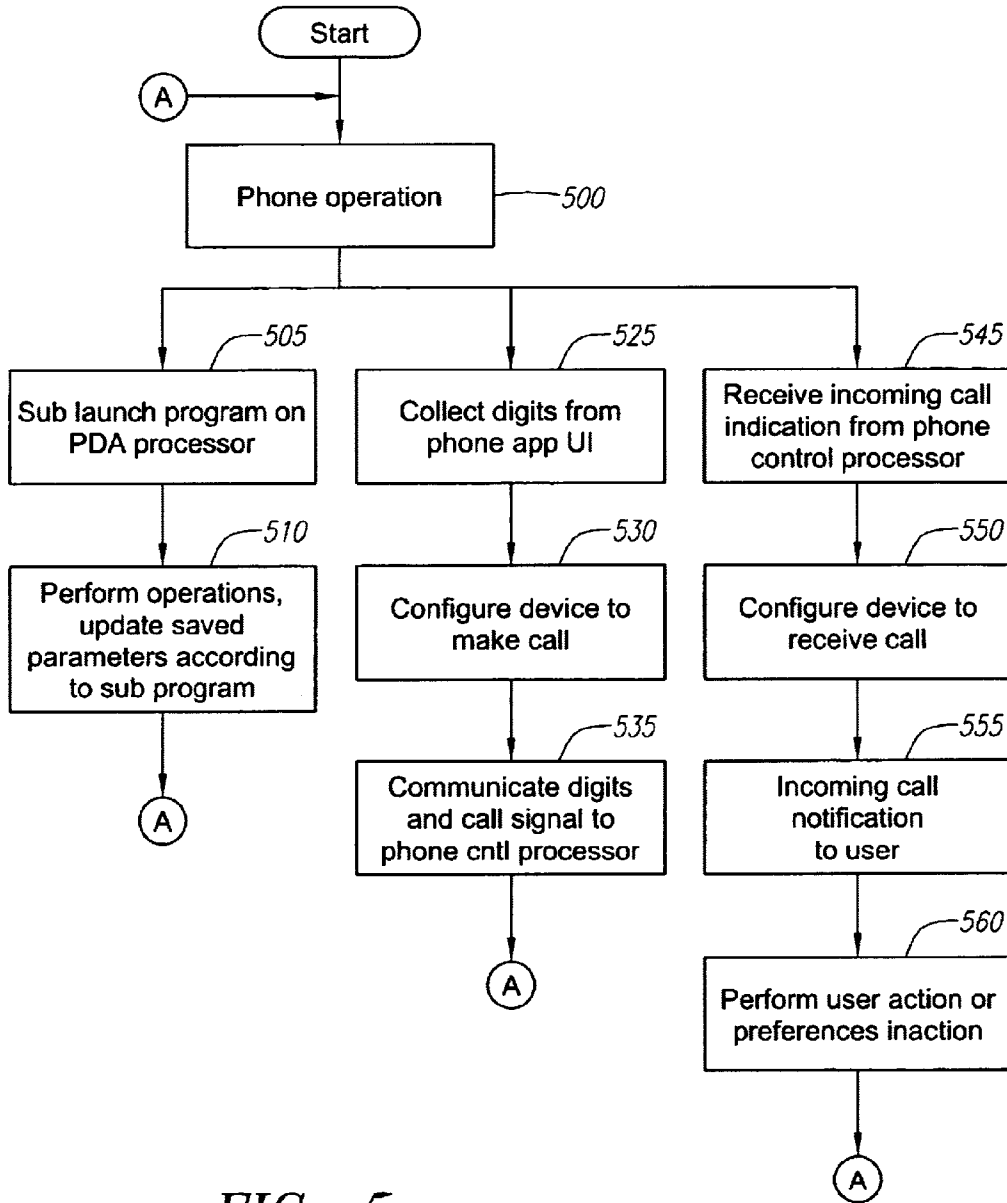 Start
A
Phone operation
500
505
Sub launch program on
PDA processor
510
Perform operations,
update saved
parameters according
to sub program
A
525
Collect digits from
phone app UI
530
Configure device to
make call
535
Communicate digits
and call signal to
phone cntl processor
A
545
Receive incoming call
indication from phone
control processor
550
Configure device to
receive call
555
Incoming call
notification
to user
560
Perform user action or
preferences inaction
A